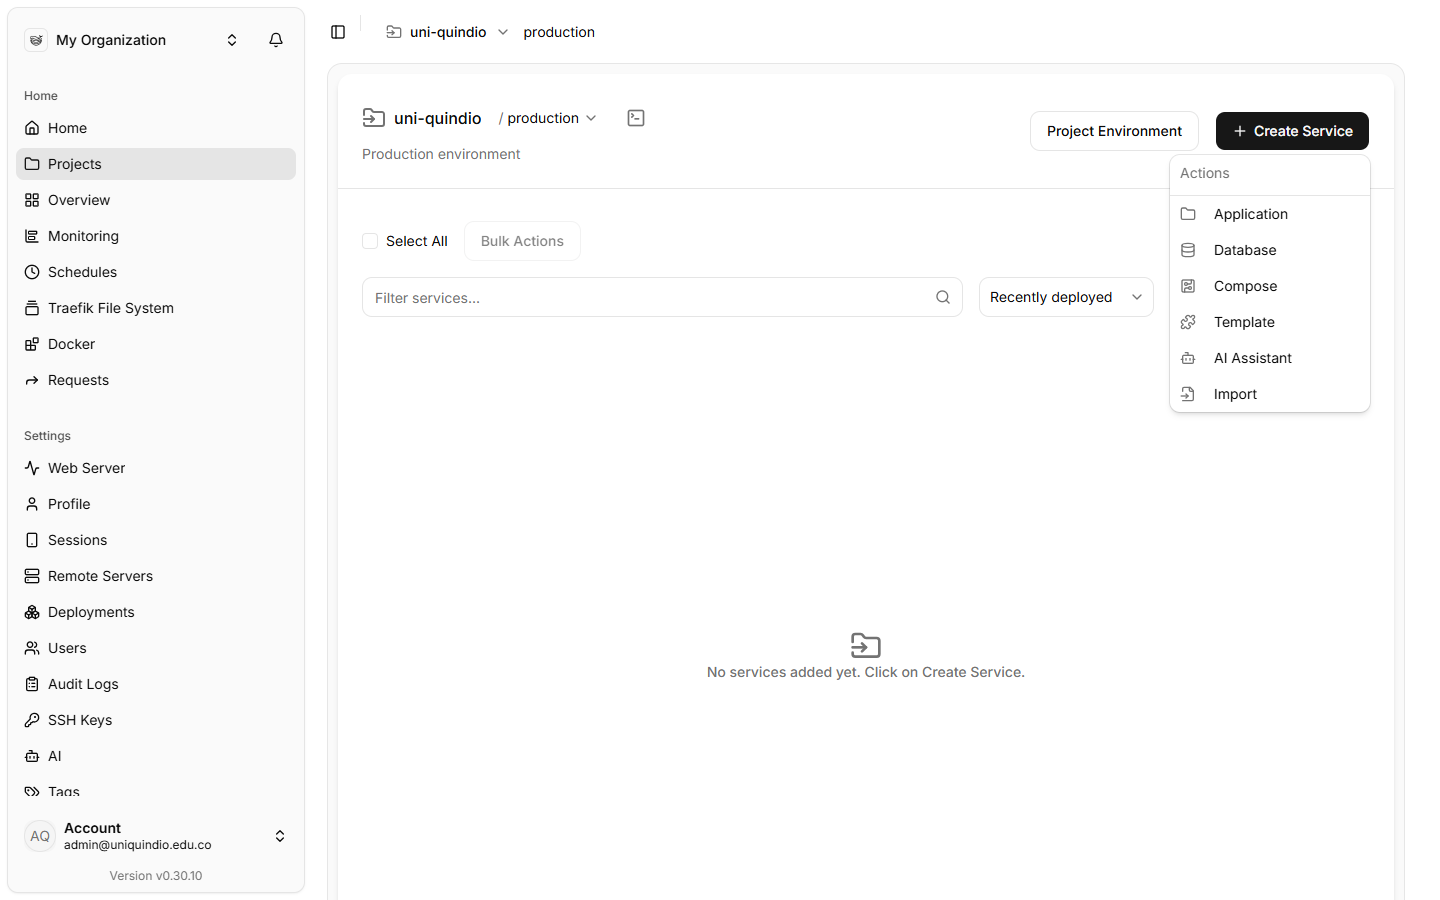 My Organization
Home
Home
Projects
Overview
Monitoring
Schedules
Traefik File System
Docker
Requests
Settings
Web Server
Profile
Sessions
Remote Servers
Deployments
Users
Audit Logs
SSH Keys
AI
Tags
AQ
Account
admin@uniquindio.edu.co
Version v0.30.10
uni-quindio
production
uni-quindio
/ production
Production environment
Project Environment
Create Service
Actions
Application
Database
Compose
Template
AI Assistant
Import
Select All
Bulk Actions
Filter services...
Recently deployed
No services added yet. Click on Create Service.